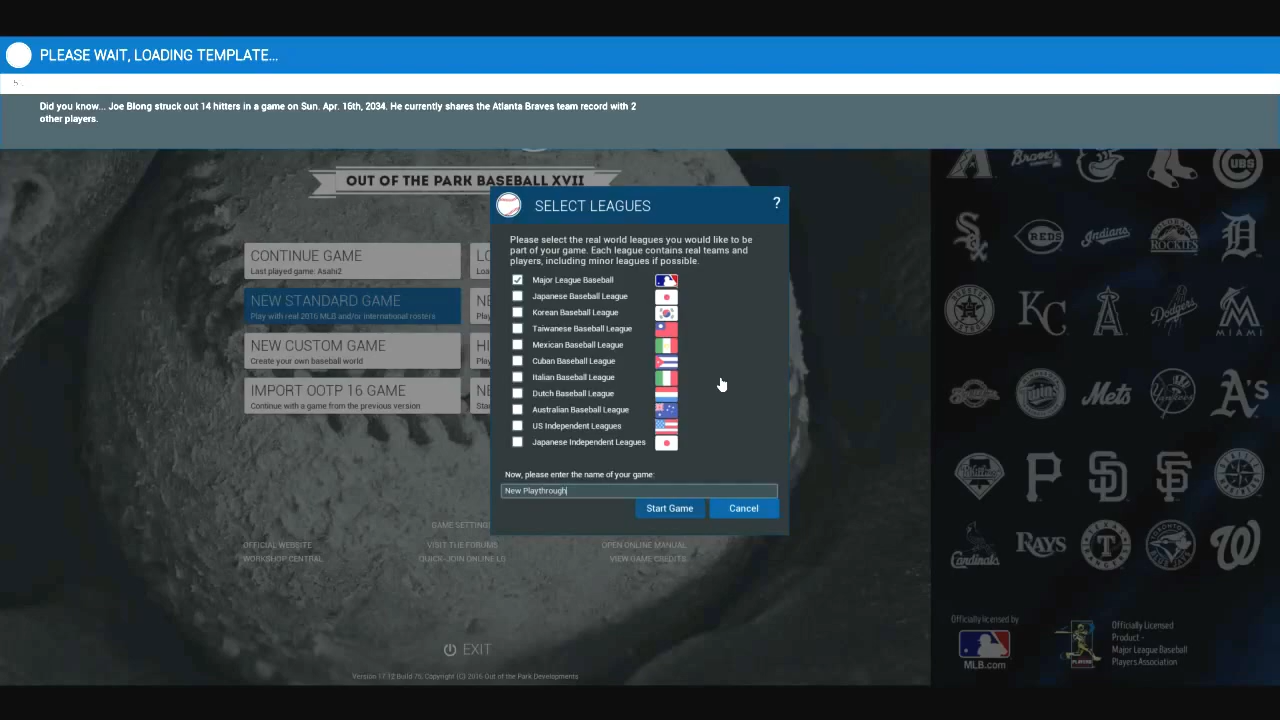 PLEASE WAIT, LOADING TEMPLATE...
5...
Did you know... Joe Blong struck out 14 hitters in a game on Sun. Apr. 16th, 2034. He currently shares the Atlanta Braves team record with 2
other players.
OUT OF THE PARK BASEBALL XVII
CONTINUE GAME
Last played game: Asahi2
NEW STANDARD GAME
Play with real 2016 MLB and/or international rosters
NEW CUSTOM GAME
Create your own baseball world
IMPORT OOTP 16 GAME
Continue with a game from the previous version
SELECT LEAGUES
?
Please select the real world leagues you would like to be
part of your game. Each league contains real teams and
players, including minor leagues if possible.
Major League Baseball
Japanese Baseball League
Korean Baseball League
Taiwanese Baseball League
Mexican Baseball League
Cuban Baseball League
Italian Baseball League
Dutch Baseball League
Australian Baseball League
US Independent Leagues
Japanese Independent Leagues
Now, please enter the name of your game:
New Playthrough
Start Game
Cancel
GAME SETTINGS
OFFICIAL WEBSITE
VISIT THE FORUMS
OPEN ONLINE MANUAL
WORKSHOP CENTRAL
QUICK-JOIN ONLINE LG
VIEW GAME CREDITS
EXIT
Version 17.12 Build 70, Copyright (C) 2016 Out of the Park Developments
Braves
CUBS
REDS
Indians
ROCKIES
KC
Dodgers
MIAMI
Twins
Mets
A's
P
SD
SF
Cardinals
RAYS
T
W
Officially licensed by
MLB.com
PLAYERS
Officially Licensed
Product -
Major League Baseball
Players Association